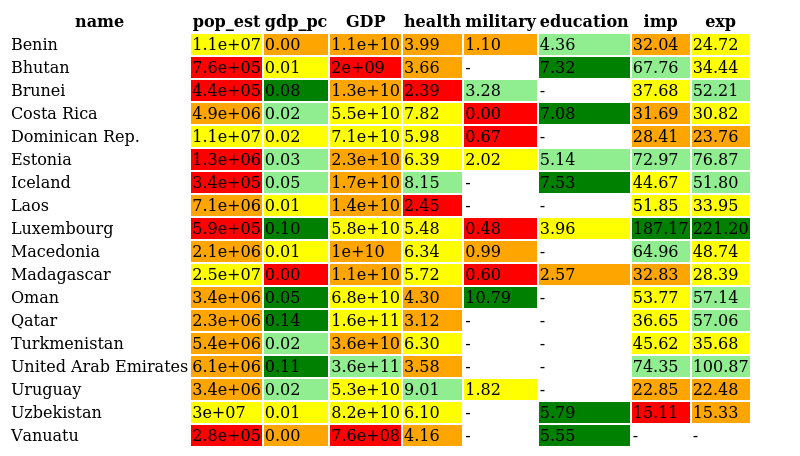 name pop_est gdp_pc GDP health military education imp exp
Benin 1.1e+07 0.00 1.1e+10 3.99 1.10 4.36 32.04 24.72
Bhutan 7.6e+05 0.01 2e+09 3.66 - 7.32 67.76 34.44
Brunei 4.4e+05 0.08 1.3e+10 2.39 3.28 - 37.68 52.21
Costa Rica 4.9e+06 0.02 5.5e+10 7.82 0.00 7.08 31.69 30.82
Dominican Rep. 1.1e+07 0.02 7.1e+10 5.98 0.67 - 28.41 23.76
Estonia 1.3e+06 0.03 2.3e+10 6.39 2.02 5.14 72.97 76.87
Iceland 3.4e+05 0.05 1.7e+10 8.15 - 7.53 44.67 51.80
Laos 7.1e+06 0.01 1.4e+10 2.45 - - 51.85 33.95
Luxembourg 5.9e+05 0.10 5.8e+10 5.48 0.48 3.96 187.17 221.20
Macedonia 2.1e+06 0.01 1e+10 6.34 0.99 - 64.96 48.74
Madagascar 2.5e+07 0.00 1.1e+10 5.72 0.60 2.57 32.83 28.39
Oman 3.4e+06 0.05 6.8e+10 4.30 10.79 - 53.77 57.14
Qatar 2.3e+06 0.14 1.6e+11 3.12 - - 36.65 57.06
Turkmenistan 5.4e+06 0.02 3.6e+10 6.30 - - 45.62 35.68
United Arab Emirates 6.1e+06 0.11 3.6e+11 3.58 - - 74.35 100.87
Uruguay 3.4e+06 0.02 5.3e+10 9.01 1.82 - 22.85 22.48
Uzbekistan 3e+07 0.01 8.2e+10 6.10 - 5.79 15.11 15.33
Vanuatu 2.8e+05 0.00 7.6e+08 4.16 - 5.55 - -